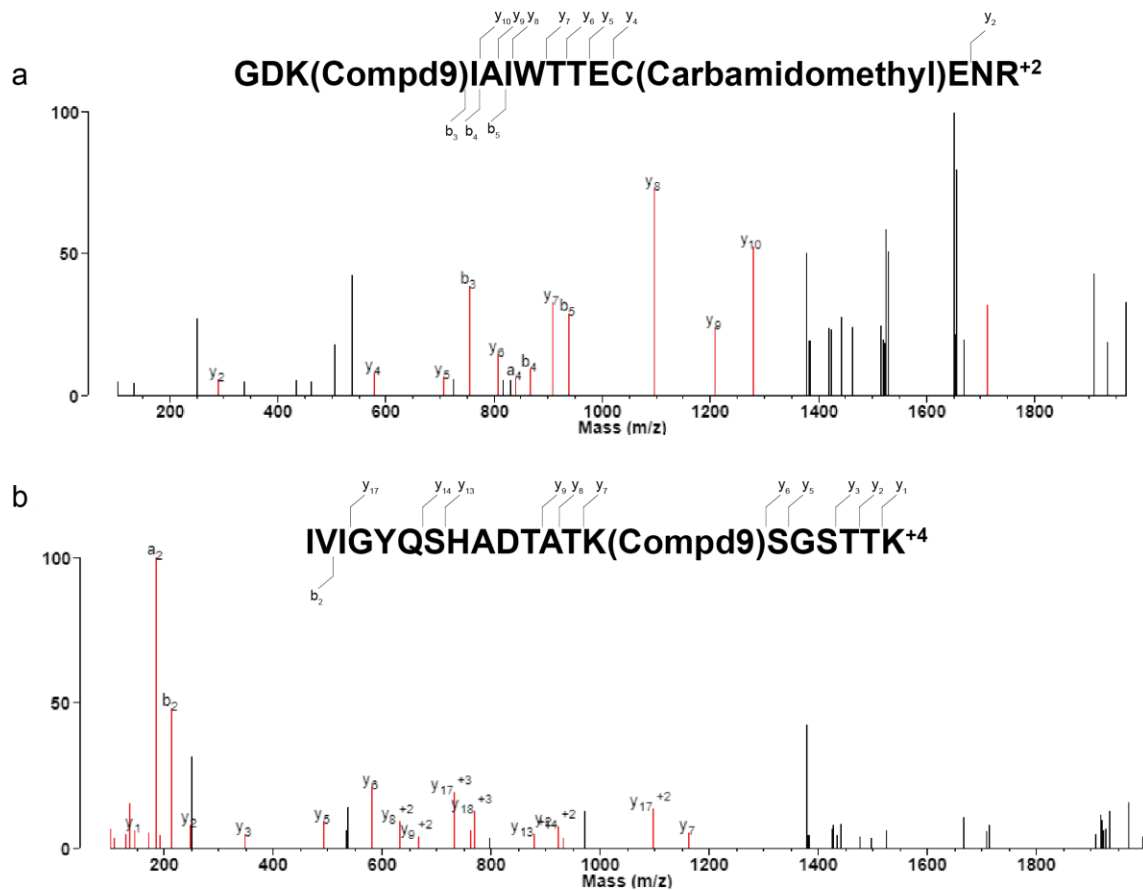 y10 y9 y8 y7 y6 y5 y4 y2
a
GDK(Compd9)IAIWTTEC(Carbamidomethyl)ENR+2
b3 b4 b5
100
y8
y10
50
b3
y7
b5
y9
y6
y4
y5
a4
b4
y2
0
200 400 600 800 1000 1200 1400 1600 1800
Mass (m/z)
y17 y14 y13 y9 y8 y7 y6 y5 y3 y2 y1
b
IVIGYQSHADTATK(Compd9)SGSTTK+4
b2
100
a2
50
b2
y6
y17+3
y18+3
y17+2
y8+2
y9+2
y5
y1
y2
y3
y13
y7
0
200 400 600 800 1000 1200 1400 1600 1800
Mass (m/z)